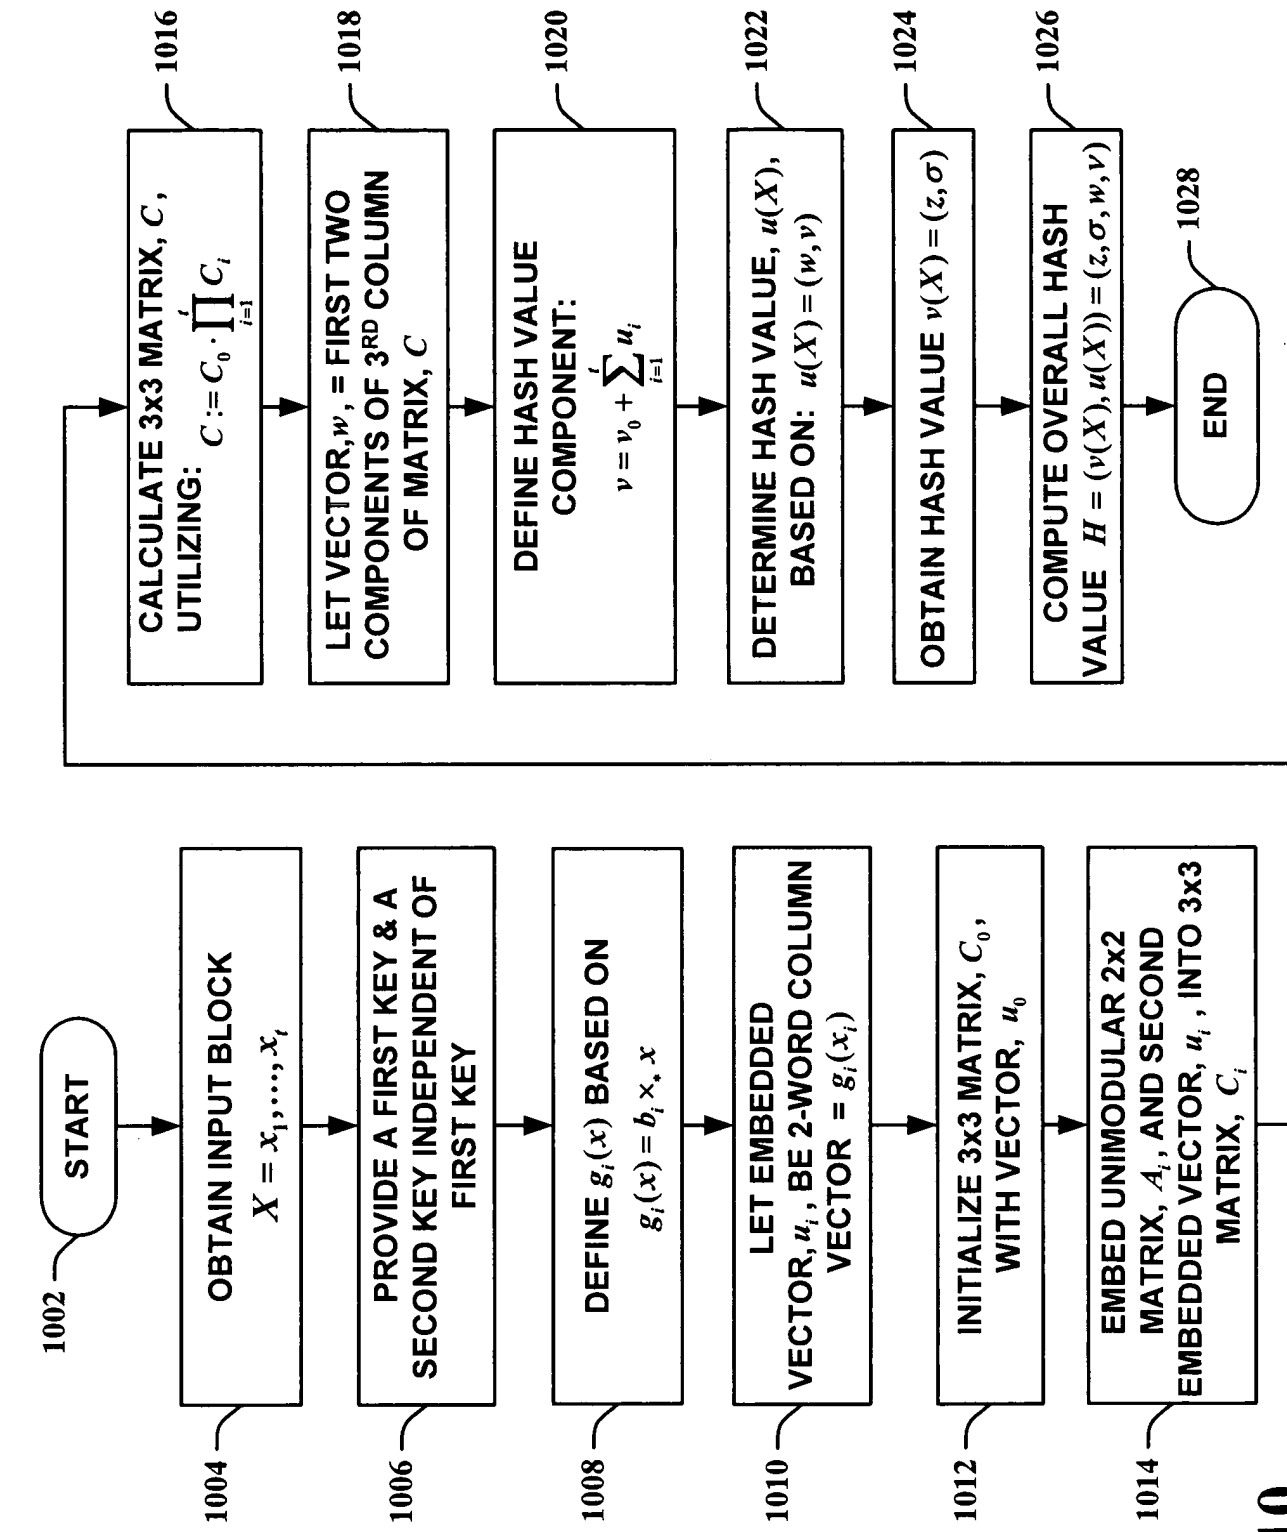 START
1002
OBTAIN INPUT BLOCK
X = x₁,...,xₜ
1004
PROVIDE A FIRST KEY & A
SECOND KEY INDEPENDENT OF
FIRST KEY
1006
DEFINE gᵢ(x) BASED ON
gᵢ(x) = bᵢ ×* x
1008
LET EMBEDDED
VECTOR, uᵢ, BE 2-WORD COLUMN
VECTOR = gᵢ(xᵢ)
1010
INITIALIZE 3x3 MATRIX, C₀,
WITH VECTOR, u₀
1012
EMBED UNIMODULAR 2x2
MATRIX, Aᵢ, AND SECOND
EMBEDDED VECTOR, uᵢ, INTO 3x3
MATRIX, Cᵢ
1014
CALCULATE 3x3 MATRIX, C,
UTILIZING:
C := C₀ · ∏ᵢ₌₁ᵗ Cᵢ
1016
LET VECTOR, w, = FIRST TWO
COMPONENTS OF 3RD COLUMN
OF MATRIX, C
1018
DEFINE HASH VALUE
COMPONENT:
ν = ν₀ + ∑ᵢ₌₁ᵗ uᵢ
1020
DETERMINE HASH VALUE, u(X),
BASED ON: u(X) = (w, ν)
1022
OBTAIN HASH VALUE v(X) = (z, σ)
1024
COMPUTE OVERALL HASH
VALUE H = (v(X), u(X)) = (z, σ, w, ν)
1026
END
1028